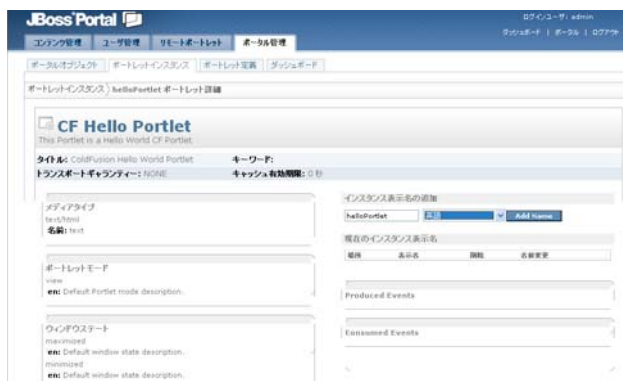 JBoss Portal
ログインユーザ: admin
ダッシュボード | ポータル | ログアウト
コンテンツ管理 ユーザ管理 リモートポートレット ポータル管理
ポータルオブジェクト ポートレットインスタンス ポートレット定義 ダッシュボード
ポートレットインスタンス helloPortlet ポートレット詳細
CF Hello Portlet
This Portlet is a Hello World CF Portlet
タイトル: ColdFusion Hello World Portlet キーワード:
トランスポートギャランティー: NONE キャッシュ有効期限: 0 秒
メディアタイプ
text/html
名前: text
ポートレットモード
view
en: Default Portlet mode description.
ウィンドウステート
maximized
en: Default window state description.
minimized
en: Default window state description.
インスタンス表示名の追加
helloPortlet 英語 Add Name
現在のインスタンス表示名
場所 表示名 削除 名前変更
Produced Events
Consumed Events